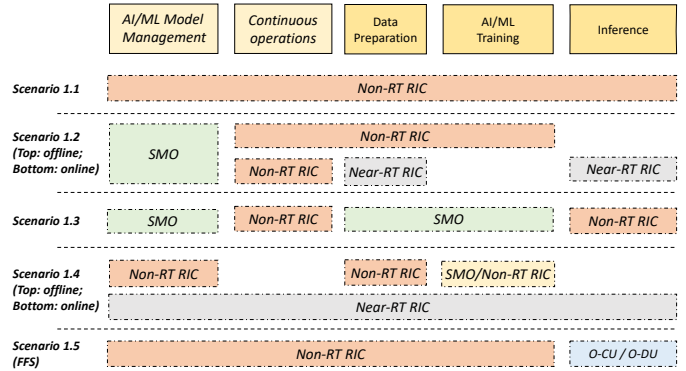 AI/ML Model
Management
Continuous
operations
Data
Preparation
AI/ML
Training
Inference
Scenario 1.1
Non-RT RIC
Scenario 1.2
(Top: offline;
Bottom: online)
SMO
Non-RT RIC
Non-RT RIC
Near-RT RIC
Near-RT RIC
Scenario 1.3
SMO
Non-RT RIC
SMO
Non-RT RIC
Scenario 1.4
(Top: offline;
Bottom: online)
Non-RT RIC
Non-RT RIC
SMO/Non-RT RIC
Near-RT RIC
Scenario 1.5
(FFS)
Non-RT RIC
O-CU / O-DU